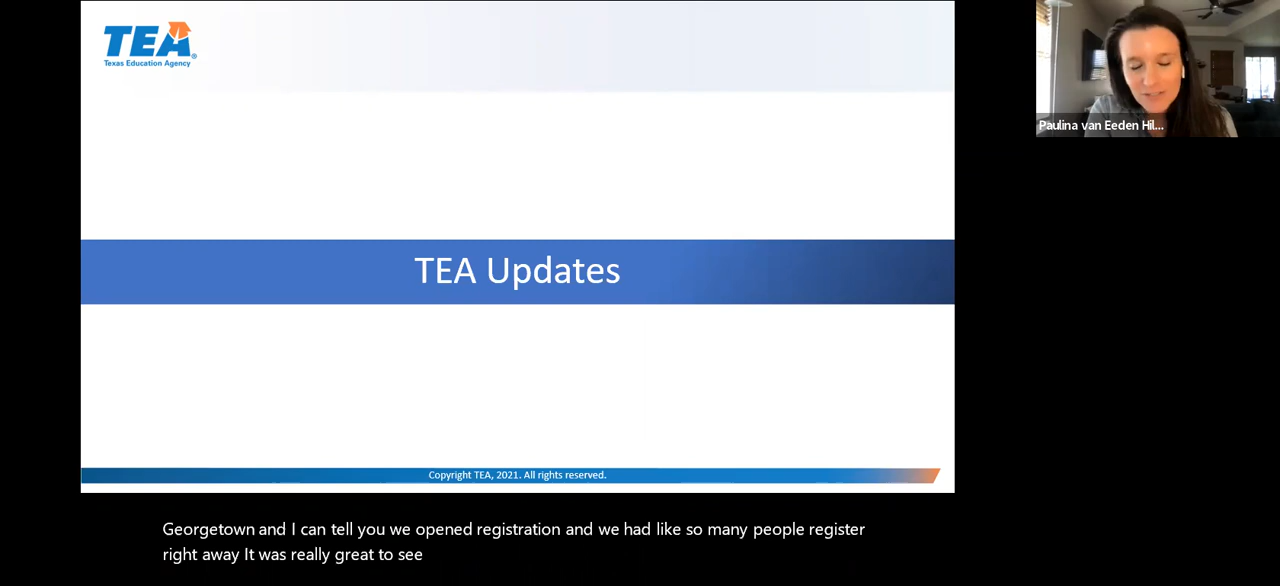 TEA
Texas Education Agency
Paulina van Eeden Hil...
TEA Updates
Copyright TEA, 2021. All rights reserved.
Georgetown and I can tell you we opened registration and we had like so many people register
right away It was really great to see